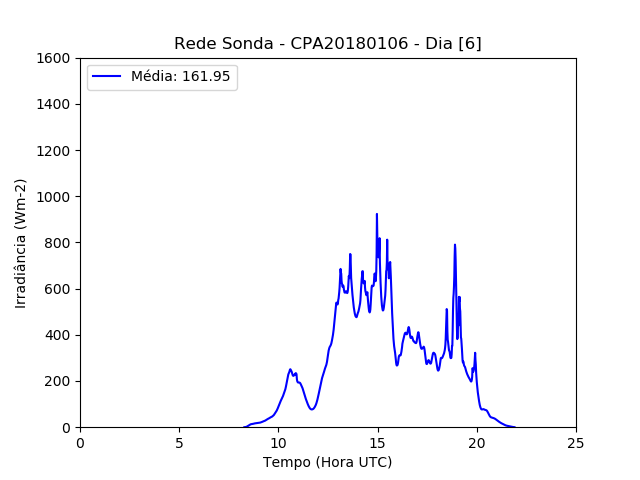 Rede Sonda - CPA20180106 - Dia [6]
Média: 161.95
Irradiância (Wm-2)
1600
1400
1200
1000
800
600
400
200
0
0 5 10 15 20 25
Tempo (Hora UTC)